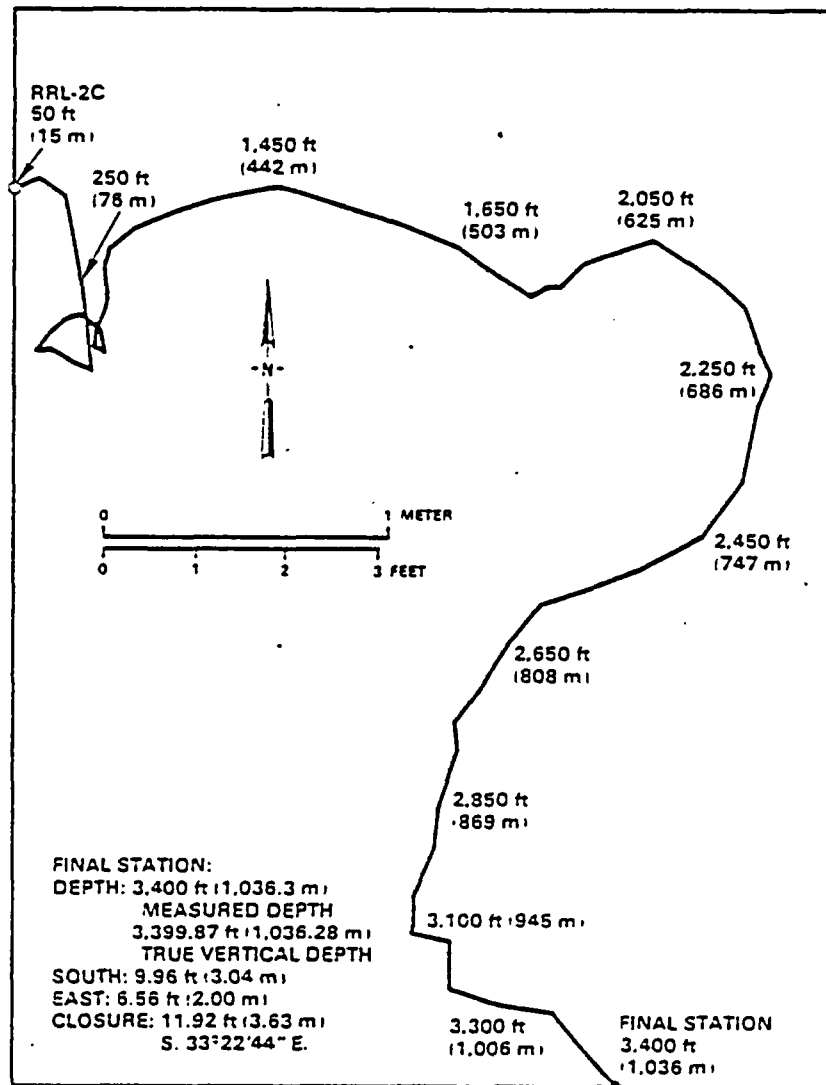 RRL-2C
50 ft
(15 m)
250 ft
(76 m)
1,450 ft
(442 m)
1,650 ft
(503 m)
2,050 ft
(625 m)
2,250 ft
(686 m)
-N-
0 1 METER
0 1 2 3 FEET
2,450 ft
(747 m)
2,650 ft
(808 m)
2,850 ft
(869 m)
3,100 ft (945 m)
FINAL STATION:
DEPTH: 3,400 ft (1,036.3 m)
MEASURED DEPTH
3,399.87 ft (1,036.28 m)
TRUE VERTICAL DEPTH
SOUTH: 9.96 ft (3.04 m)
EAST: 6.56 ft (2.00 m)
CLOSURE: 11.92 ft (3.63 m)
S. 33°22'44" E.
3,300 ft
(1,006 m)
FINAL STATION
3,400 ft
(1,036 m)